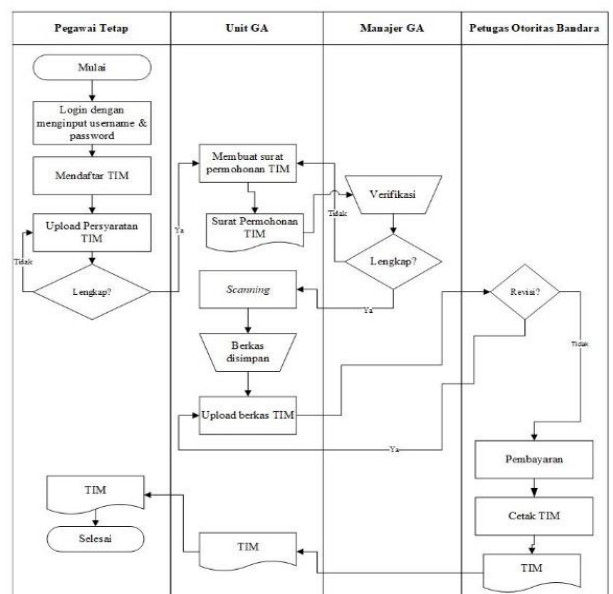 Pegawai Tetap
Unit GA
Manajer GA
Petugas Otoritas Bandara
Mulai
Login dengan
menginput username &
password
Mendaftar TIM
Upload Persyaratan
TIM
Tidak
Lengkap?
Ya
Membuat surat
permohonan TIM
Surat Permohonan
TIM
Verifikasi
Tidak
Lengkap?
Ya
Scanning
Berkas
disimpan
Upload berkas TIM
Revisi?
Tidak
Ya
Pembayaran
Cetak TIM
TIM
TIM
TIM
Selesai